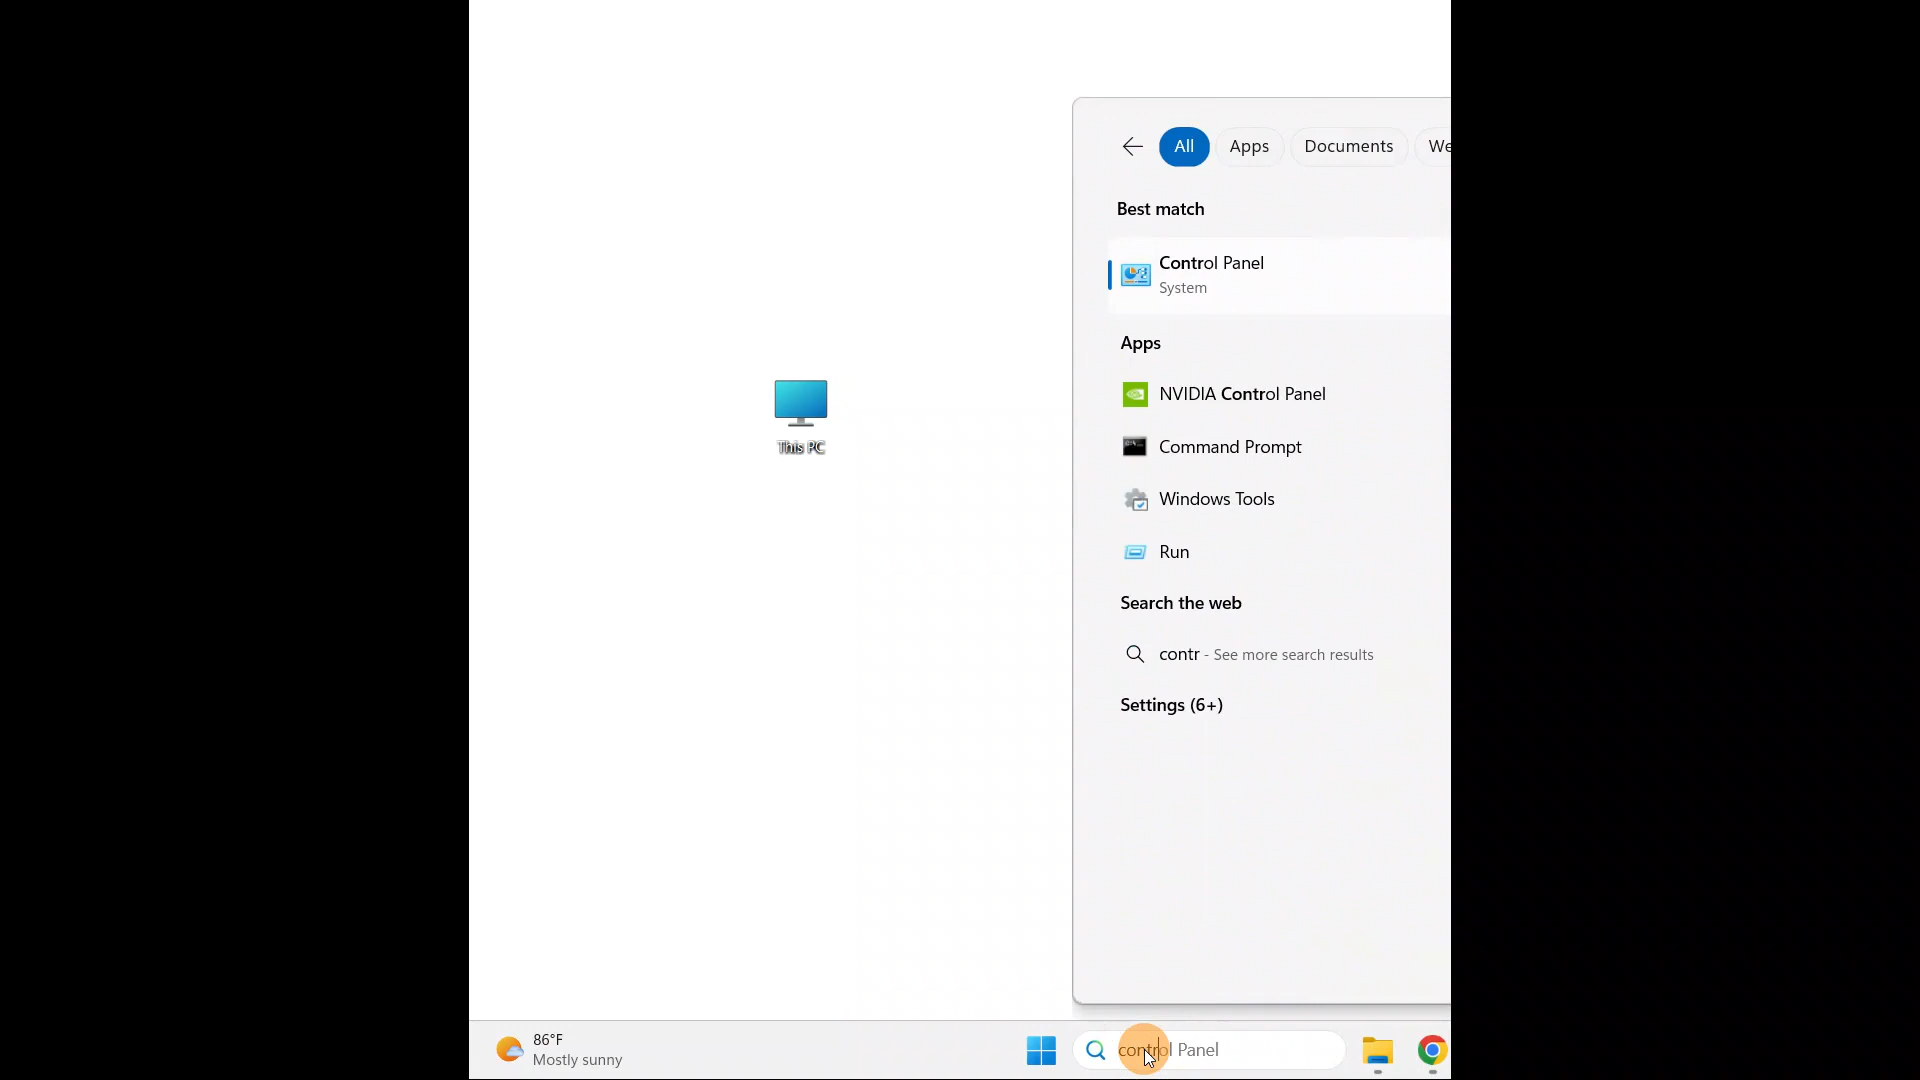 All Apps Documents We
Best match
Control Panel
System
Apps
NVIDIA Control Panel
Command Prompt
Windows Tools
Run
Search the web
contr - See more search results
Settings (6+)
This PC
86°F
Mostly sunny
control Panel